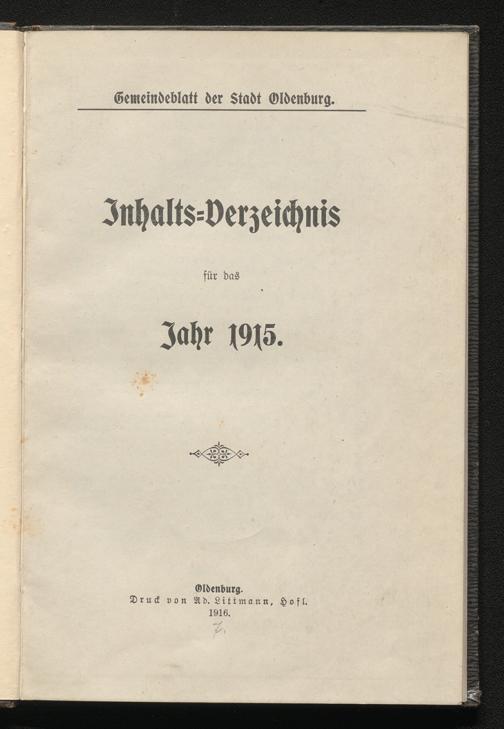 Gemeindeblatt der Stadt Oldenburg.
Inhalts=Verzeichnis
für das
Jahr 1915.
Oldenburg.
Druck von Ad. Littmann, Hofl.
1916.